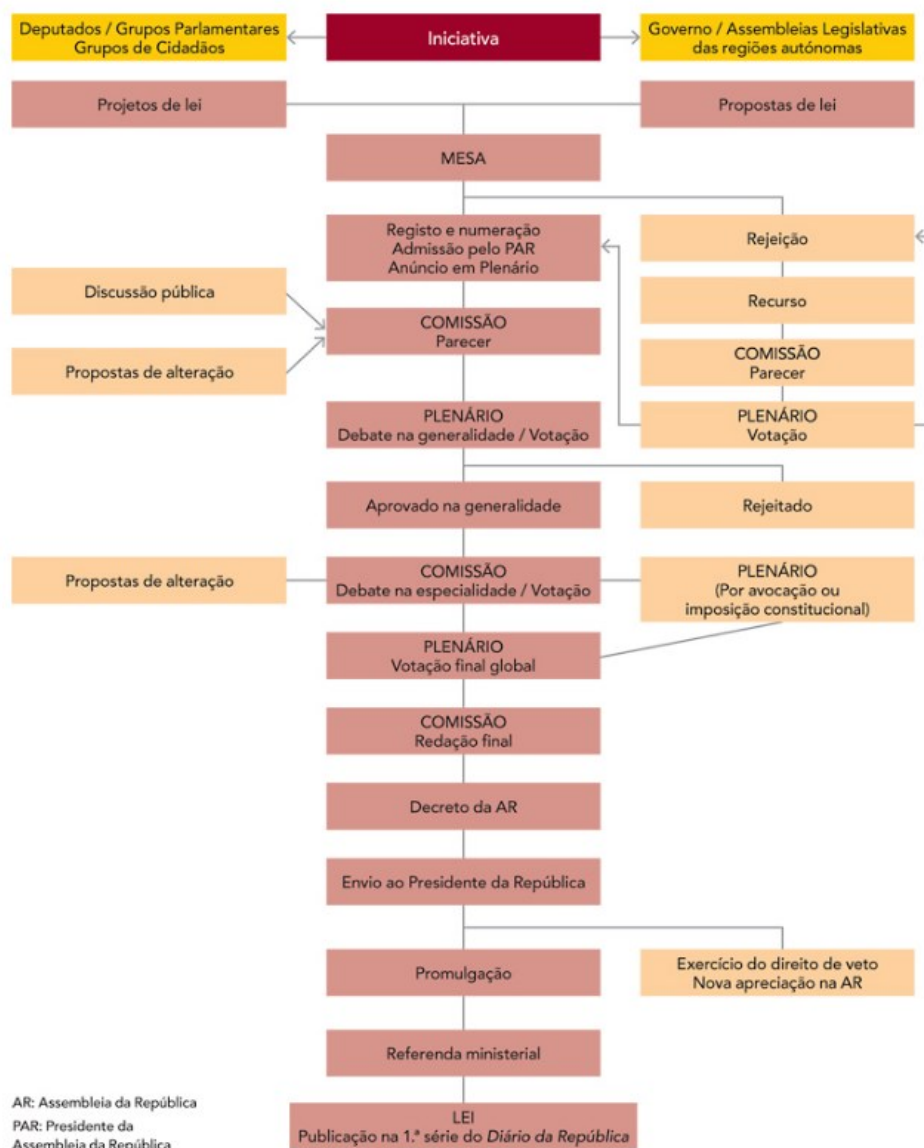 Deputados / Grupos Parlamentares
Grupos de Cidadãos
Iniciativa
Governo / Assembleias Legislativas
das regiões autónomas
Projetos de lei
Propostas de lei
MESA
Registo e numeração
Admissão pelo PAR
Anúncio em Plenário
Rejeição
Discussão pública
Recurso
COMISSÃO
Parecer
COMISSÃO
Parecer
Propostas de alteração
PLENÁRIO
Debate na generalidade / Votação
PLENÁRIO
Votação
Aprovado na generalidade
Rejeitado
Propostas de alteração
COMISSÃO
Debate na especialidade / Votação
PLENÁRIO
(Por avocação ou
imposição constitucional)
PLENÁRIO
Votação final global
COMISSÃO
Redação final
Decreto da AR
Envio ao Presidente da República
Promulgação
Exercício do direito de veto
Nova apreciação na AR
Referenda ministerial
AR: Assembleia da República
PAR: Presidente da
Assembleia da República
LEI
Publicação na 1.ª série do Diário da República